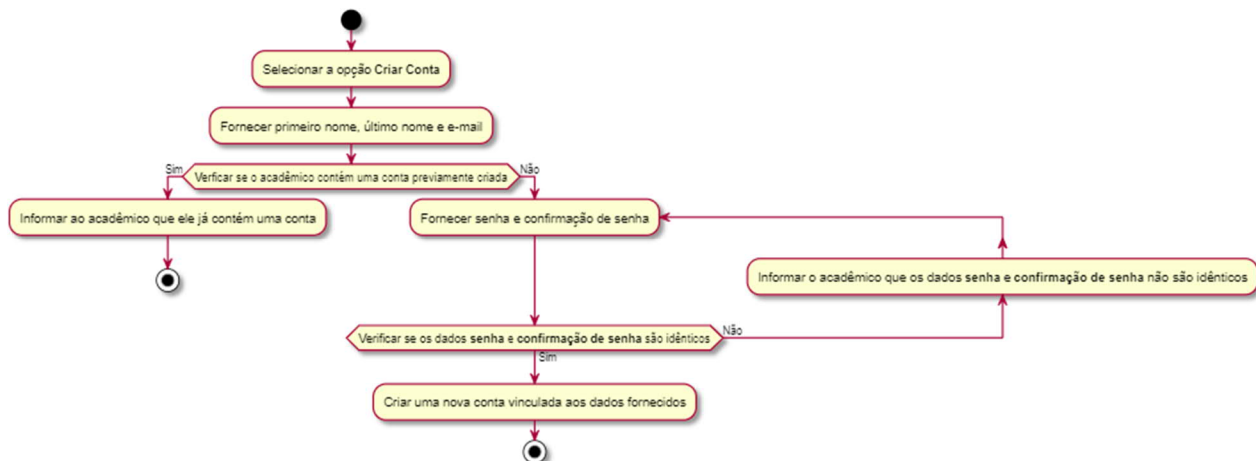 Selecionar a opção Criar Conta
Fornecer primeiro nome, último nome e e-mail
Sim
Verficar se o acadêmico contém uma conta previamente criada
Não
Informar ao acadêmico que ele já contém uma conta
Fornecer senha e confirmação de senha
Informar o acadêmico que os dados senha e confirmação de senha não são idênticos
Verificar se os dados senha e confirmação de senha são idênticos
Não
Sim
Criar uma nova conta vinculada aos dados fornecidos